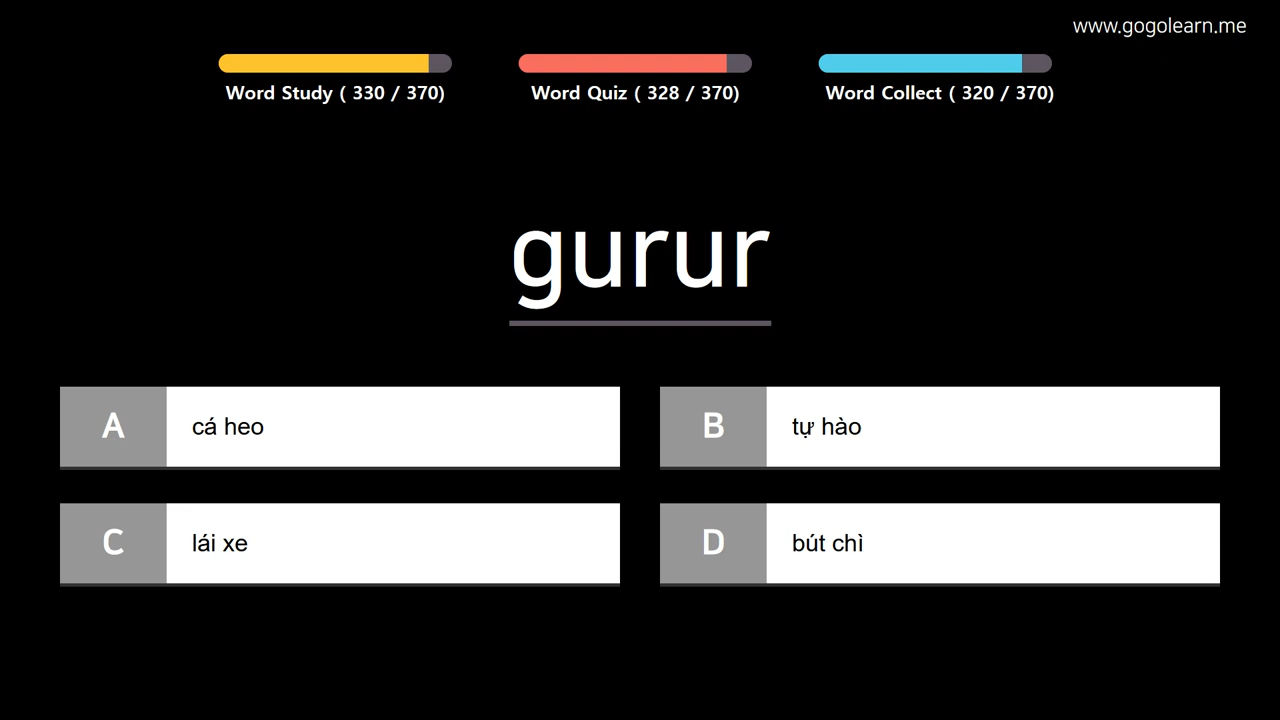 www.gogolearn.me
Word Study ( 330 / 370)
Word Quiz ( 328 / 370)
Word Collect ( 320 / 370)
gurur
A cá heo
B tự hào
C lái xe
D bút chì